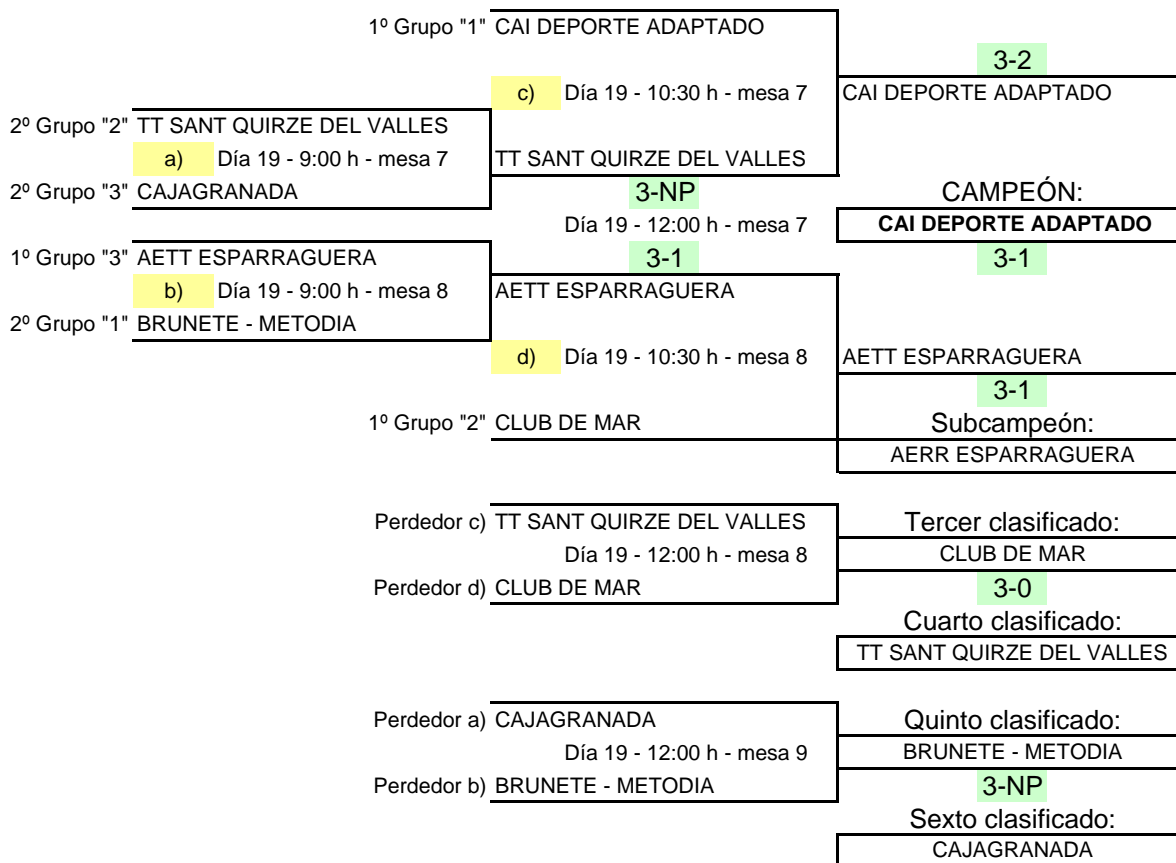 1º Grupo "1" CAI DEPORTE ADAPTADO
3-2
c) Día 19 - 10:30 h - mesa 7 CAI DEPORTE ADAPTADO
2º Grupo "2" TT SANT QUIRZE DEL VALLES
a) Día 19 - 9:00 h - mesa 7 TT SANT QUIRZE DEL VALLES
2º Grupo "3" CAJAGRANADA 3-NP CAMPEÓN:
Día 19 - 12:00 h - mesa 7 CAI DEPORTE ADAPTADO
1º Grupo "3" AETT ESPARRAGUERA 3-1 3-1
b) Día 19 - 9:00 h - mesa 8 AETT ESPARRAGUERA
2º Grupo "1" BRUNETE - METODIA
d) Día 19 - 10:30 h - mesa 8 AETT ESPARRAGUERA
3-1
1º Grupo "2" CLUB DE MAR Subcampeón:
AERR ESPARRAGUERA
Perdedor c) TT SANT QUIRZE DEL VALLES Tercer clasificado:
Día 19 - 12:00 h - mesa 8 CLUB DE MAR
Perdedor d) CLUB DE MAR 3-0
Cuarto clasificado:
TT SANT QUIRZE DEL VALLES
Perdedor a) CAJAGRANADA Quinto clasificado:
Día 19 - 12:00 h - mesa 9 BRUNETE - METODIA
Perdedor b) BRUNETE - METODIA 3-NP
Sexto clasificado:
CAJAGRANADA